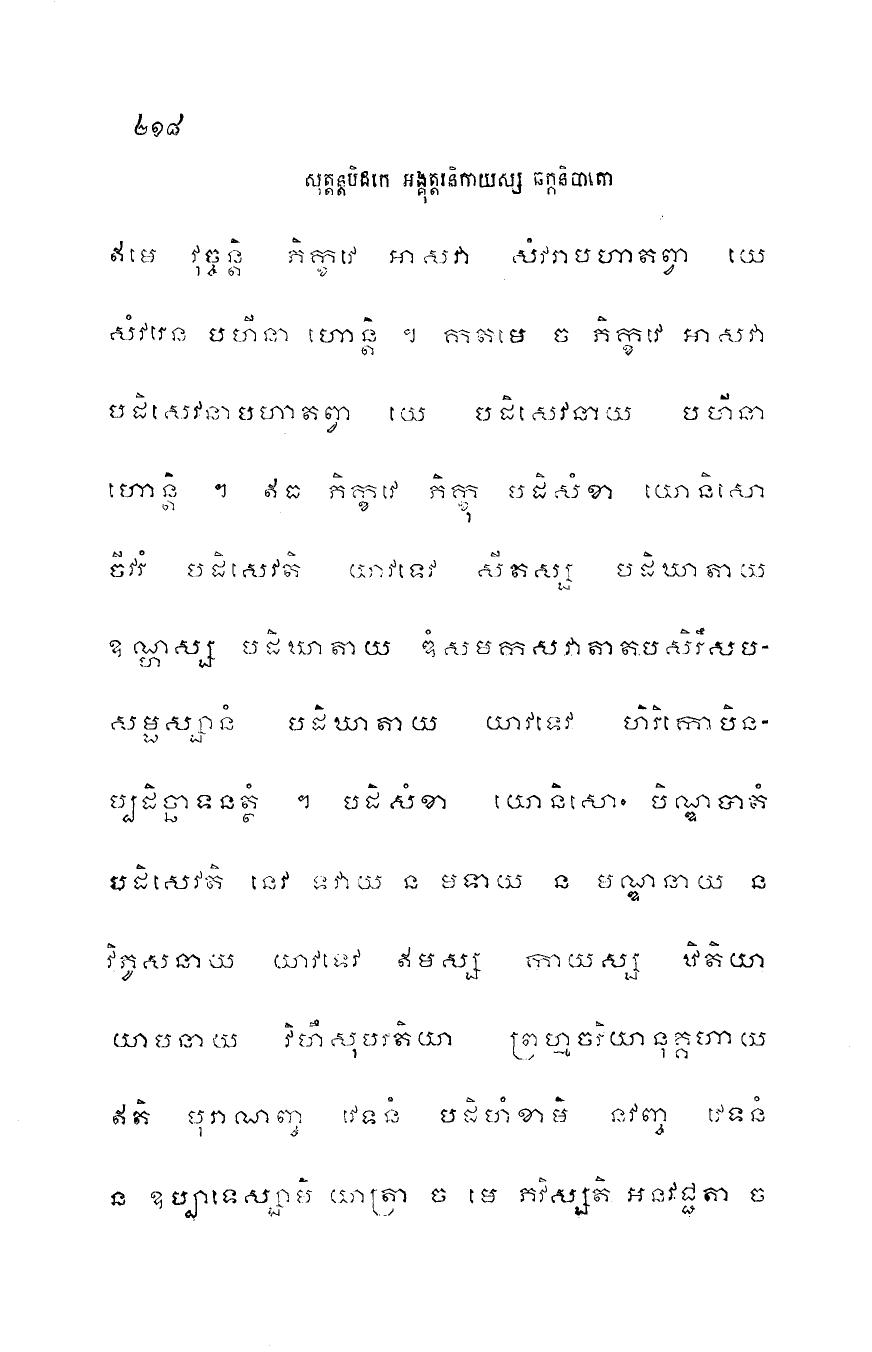 ២១៨
សុត្តន្តបិដកេ អង្គុត្តរនិកាយស្ស ឆក្កនិបាតោ
ឥមេ វុច្ចន្តិ ភិក្ខវេ អាសវា សំវរាបហាតព្វា យេ
សំវរេន បហីនា ហោន្តិ ។ កតមេ ច ភិក្ខវេ អាសវា
បដិសេវនាបហាតព្វា យេ បដិសេវនាយ បហីនា
ហោន្តិ ។ ឥធ ភិក្ខវេ ភិក្ខុ បដិសំខា យោនិសោ
ចីវរំ បដិសេវតិ យាវទេវ សីតស្ស បដិឃាតាយ
ឧណ្ហស្ស បដិឃាតាយ ឌំសមកសវាតាតបសិរឹសប-
សម្ផស្សានំ បដិឃាតាយ យាវទេវ ហិរិកោបិន-
ប្បដិច្ឆាទនត្ថំ ។ បដិសំខា យោនិសោ បិណ្ឌបាតំ
បដិសេវតិ នេវ ទវាយ ន មទាយ ន មណ្ឌនាយ ន
វិភូសនាយ យាវទេវ ឥមស្ស កាយស្ស ឋិតិយា
យាបនាយ វិហឹសុបរតិយា ព្រហ្មចរិយានុគ្គហាយ
ឥតិ បុរាណញ្ច វេទនំ បដិហំខាមិ នវញ្ច វេទនំ
ន ឧប្បាទេស្សាមិ យាត្រា ច មេ ភវិស្សតិ អនវជ្ជតា ច